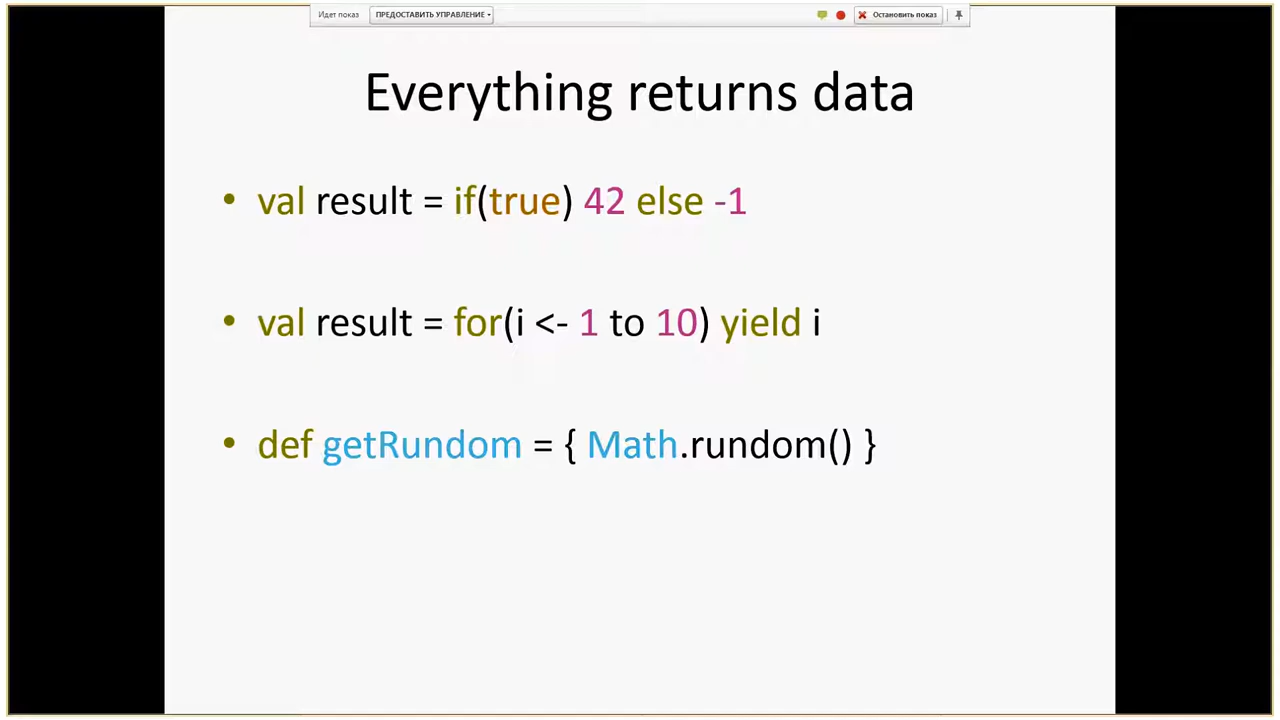 Идет показ
ПРЕДОСТАВИТЬ УПРАВЛЕНИЕ
Остановить показ
Everything returns data
• val result = if(true) 42 else -1
• val result = for(i <- 1 to 10) yield i
• def getRundom = { Math.rundom() }